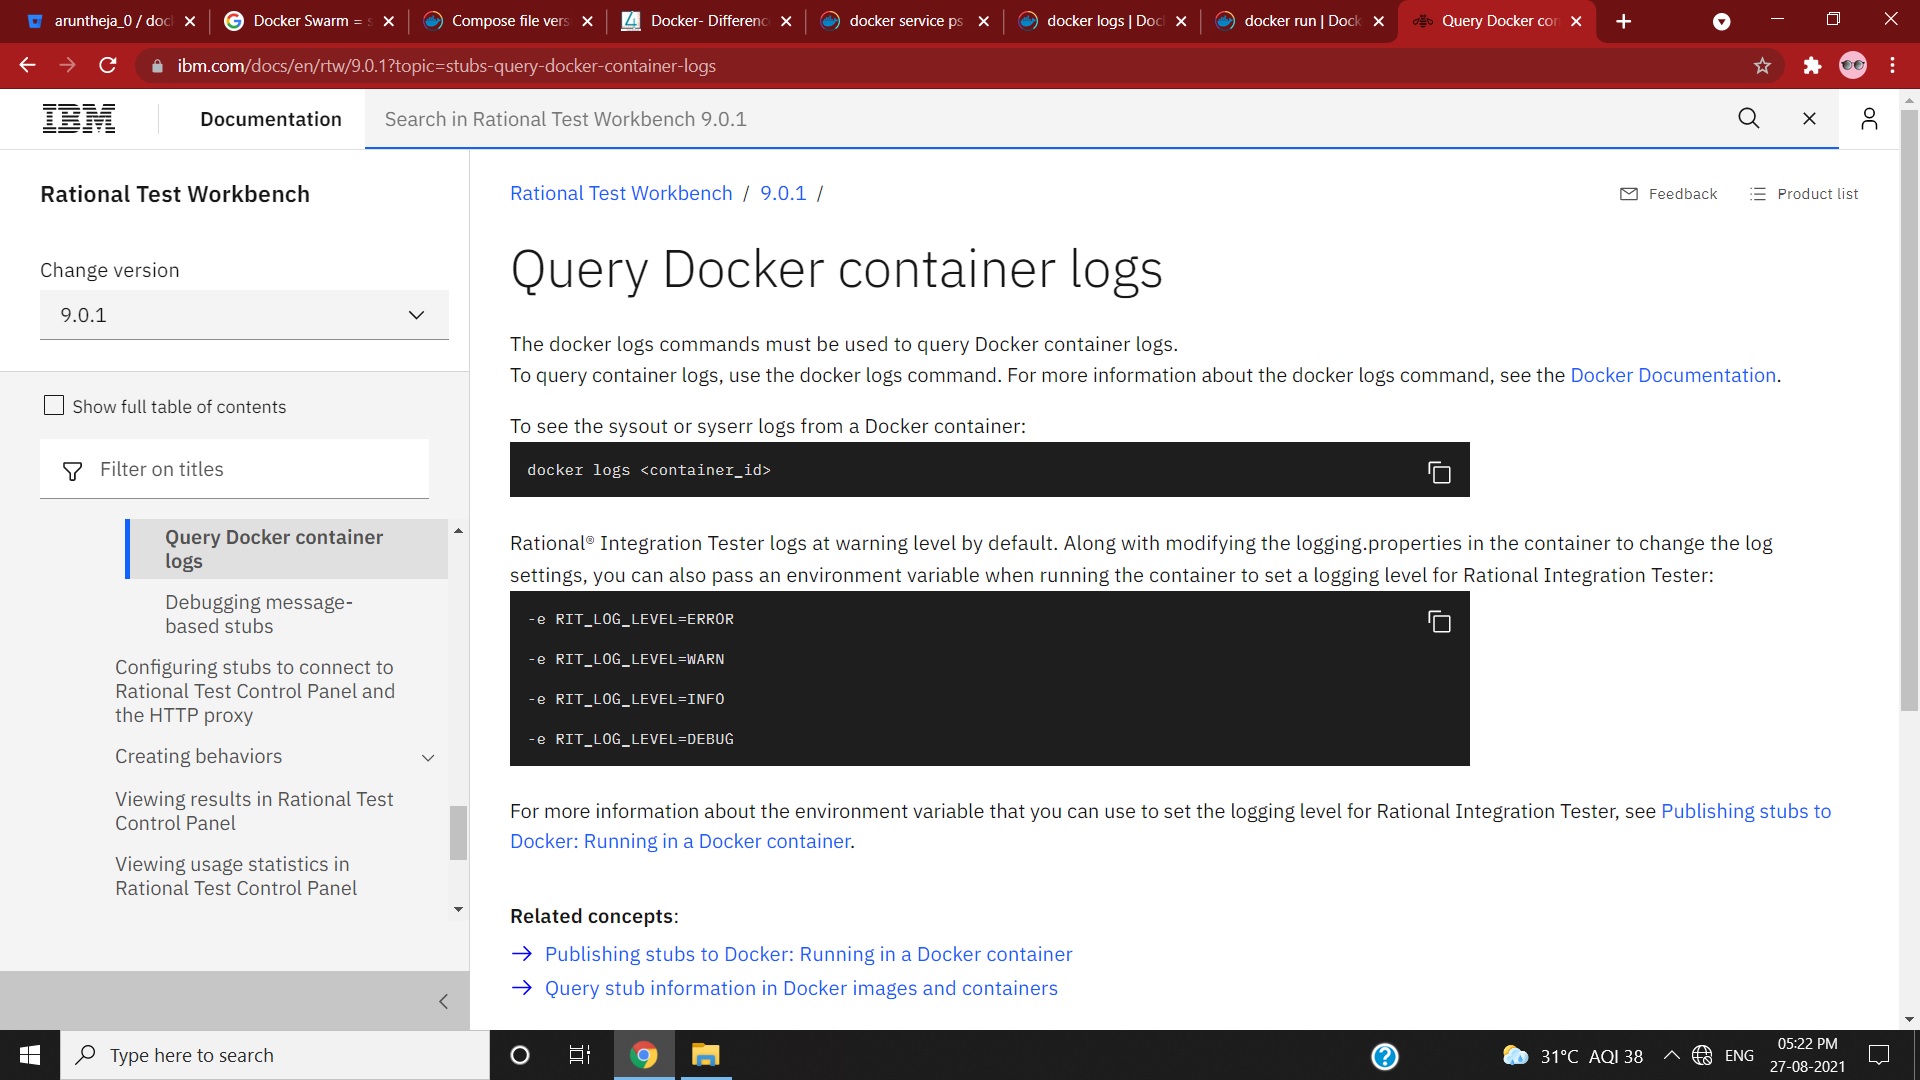 aruntheja_0 / doc
Docker Swarm =
Compose file vers
Docker- Differenc
docker service ps
docker logs | Doc
docker run | Dock
Query Docker con
ibm.com/docs/en/rtw/9.0.1?topic=stubs-query-docker-container-logs
IBM
Documentation
Search in Rational Test Workbench 9.0.1
Rational Test Workbench
Change version
9.0.1
Show full table of contents
Filter on titles
Query Docker container
logs
Debugging message-
based stubs
Configuring stubs to connect to
Rational Test Control Panel and
the HTTP proxy
Creating behaviors
Viewing results in Rational Test
Control Panel
Viewing usage statistics in
Rational Test Control Panel
Rational Test Workbench / 9.0.1 /
Feedback
Product list
Query Docker container logs
The docker logs commands must be used to query Docker container logs.
To query container logs, use the docker logs command. For more information about the docker logs command, see the Docker Documentation.
To see the sysout or syserr logs from a Docker container:
docker logs <container_id>
Rational® Integration Tester logs at warning level by default. Along with modifying the logging.properties in the container to change the log
settings, you can also pass an environment variable when running the container to set a logging level for Rational Integration Tester:
-e RIT_LOG_LEVEL=ERROR
-e RIT_LOG_LEVEL=WARN
-e RIT_LOG_LEVEL=INFO
-e RIT_LOG_LEVEL=DEBUG
For more information about the environment variable that you can use to set the logging level for Rational Integration Tester, see Publishing stubs to
Docker: Running in a Docker container.
Related concepts:
→ Publishing stubs to Docker: Running in a Docker container
→ Query stub information in Docker images and containers
Type here to search
31°C AQI 38
ENG
05:22 PM
27-08-2021